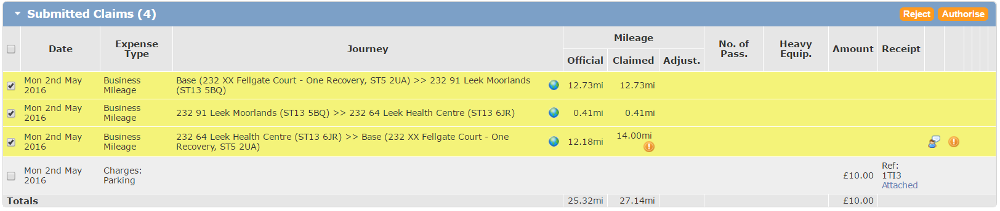 Submitted Claims (4)
Reject Authorise
Date
Expense
Type
Journey
Mileage
Official Claimed Adjust.
No. of
Pass.
Heavy
Equip.
Amount
Receipt
Mon 2nd May
2016
Business
Mileage
Base (232 XX Fellgate Court - One Recovery, ST5 2UA) >> 232 91 Leek Moorlands
(ST13 5BQ)
12.73mi 12.73mi
Mon 2nd May
2016
Business
Mileage
232 91 Leek Moorlands (ST13 5BQ) >> 232 64 Leek Health Centre (ST13 6JR)
0.41mi 0.41mi
Mon 2nd May
2016
Business
Mileage
232 64 Leek Health Centre (ST13 6JR) >> Base (232 XX Fellgate Court - One
Recovery, ST5 2UA)
12.18mi 14.00mi
Mon 2nd May
2016
Charges:
Parking
£10.00
Ref:
1TI3
Attached
Totals 25.32mi 27.14mi £10.00